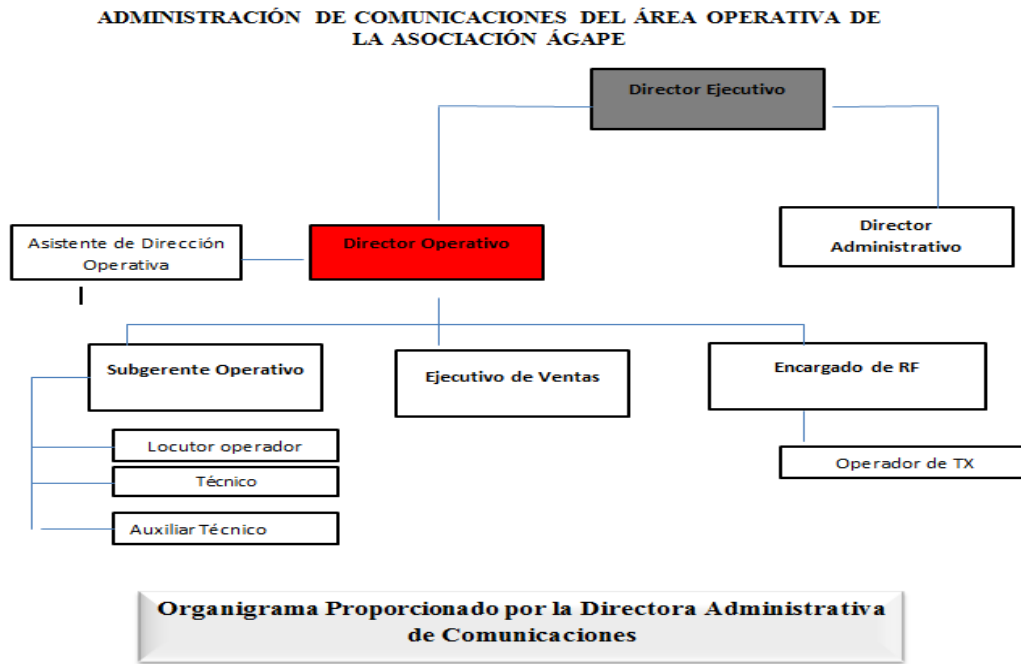 ADMINISTRACIÓN DE COMUNICACIONES DEL ÁREA OPERATIVA DE
LA ASOCIACIÓN ÁGAPE
Director Ejecutivo
Asistente de Dirección
Operativa
Director Operativo
Director
Administrativo
Subgerente Operativo
Ejecutivo de Ventas
Encargado de RF
Locutor operador
Técnico
Auxiliar Técnico
Operador de TX
Organigrama Proporcionado por la Directora Administrativa
de Comunicaciones